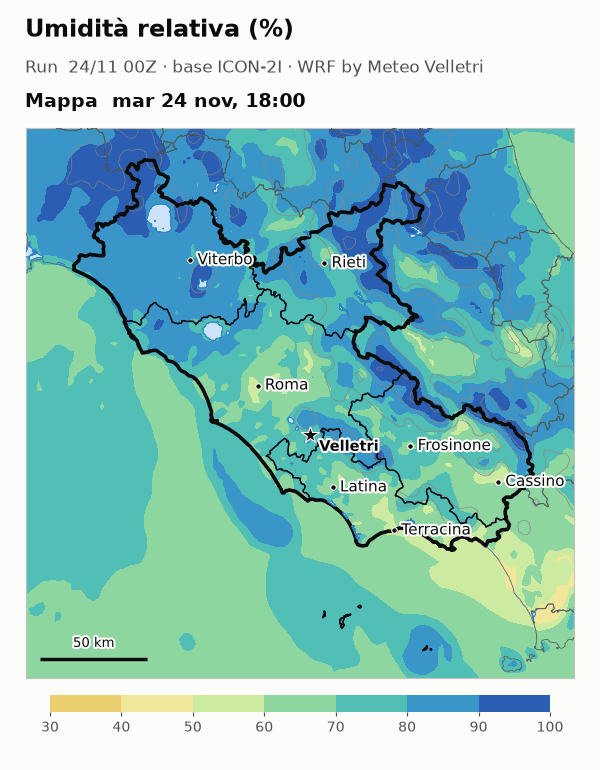 Umidità relativa (%)
Run  24/11 00Z · base ICON-2I · WRF by Meteo Velletri
Mappa  mar 24 nov, 18:00
Viterbo
Rieti
Roma
Velletri
Frosinone
Latina
Cassino
Terracina
50 km
30 40 50 60 70 80 90 100